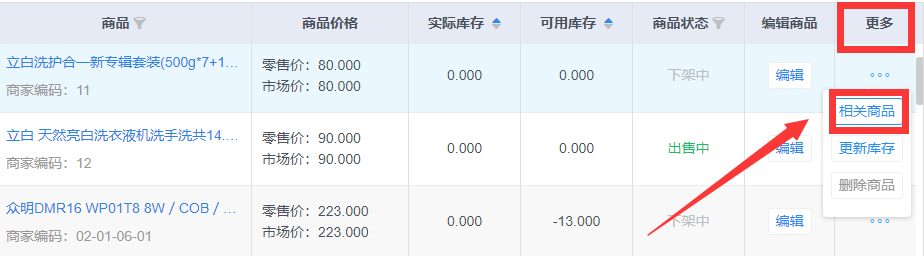 商品 商品价格 实际库存 可用库存 商品状态 编辑商品 更多
立白洗护合一新专辑套装(500g*7+1... 零售价：80.000 0.000 0.000 下架中 编辑
商家编码：11 市场价：80.000
相关商品
立白 天然亮白洗衣液机洗手洗共14.... 零售价：90.000 0.000 0.000 出售中 编辑 更新库存
商家编码：12 市场价：90.000
删除商品
众明DMR16 WP01T8 8W / COB / ... 零售价：223.000 0.000 -13.000 下架中 编辑
商家编码：02-01-06-01 市场价：223.000